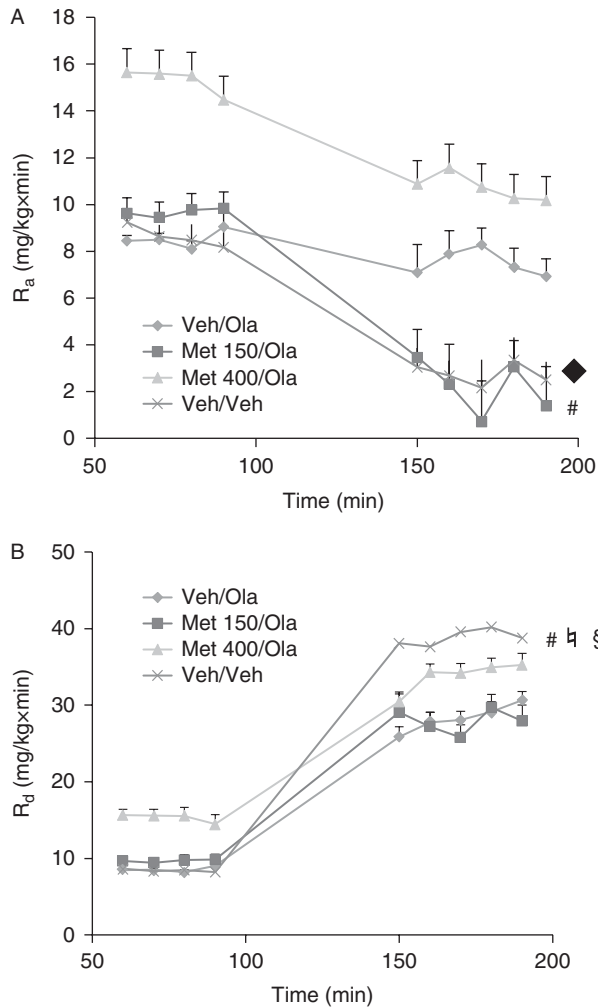 A
18
16
14
12
10
8
6
4
2
0
Rₐ (mg/kg×min)
Veh/Ola
Met 150/Ola
Met 400/Ola
Veh/Veh
#
50
100
150
200
Time (min)
B
50
40
30
20
10
0
R_d (mg/kg×min)
Veh/Ola
Met 150/Ola
Met 400/Ola
Veh/Veh
# ♮ §
50
100
150
200
Time (min)